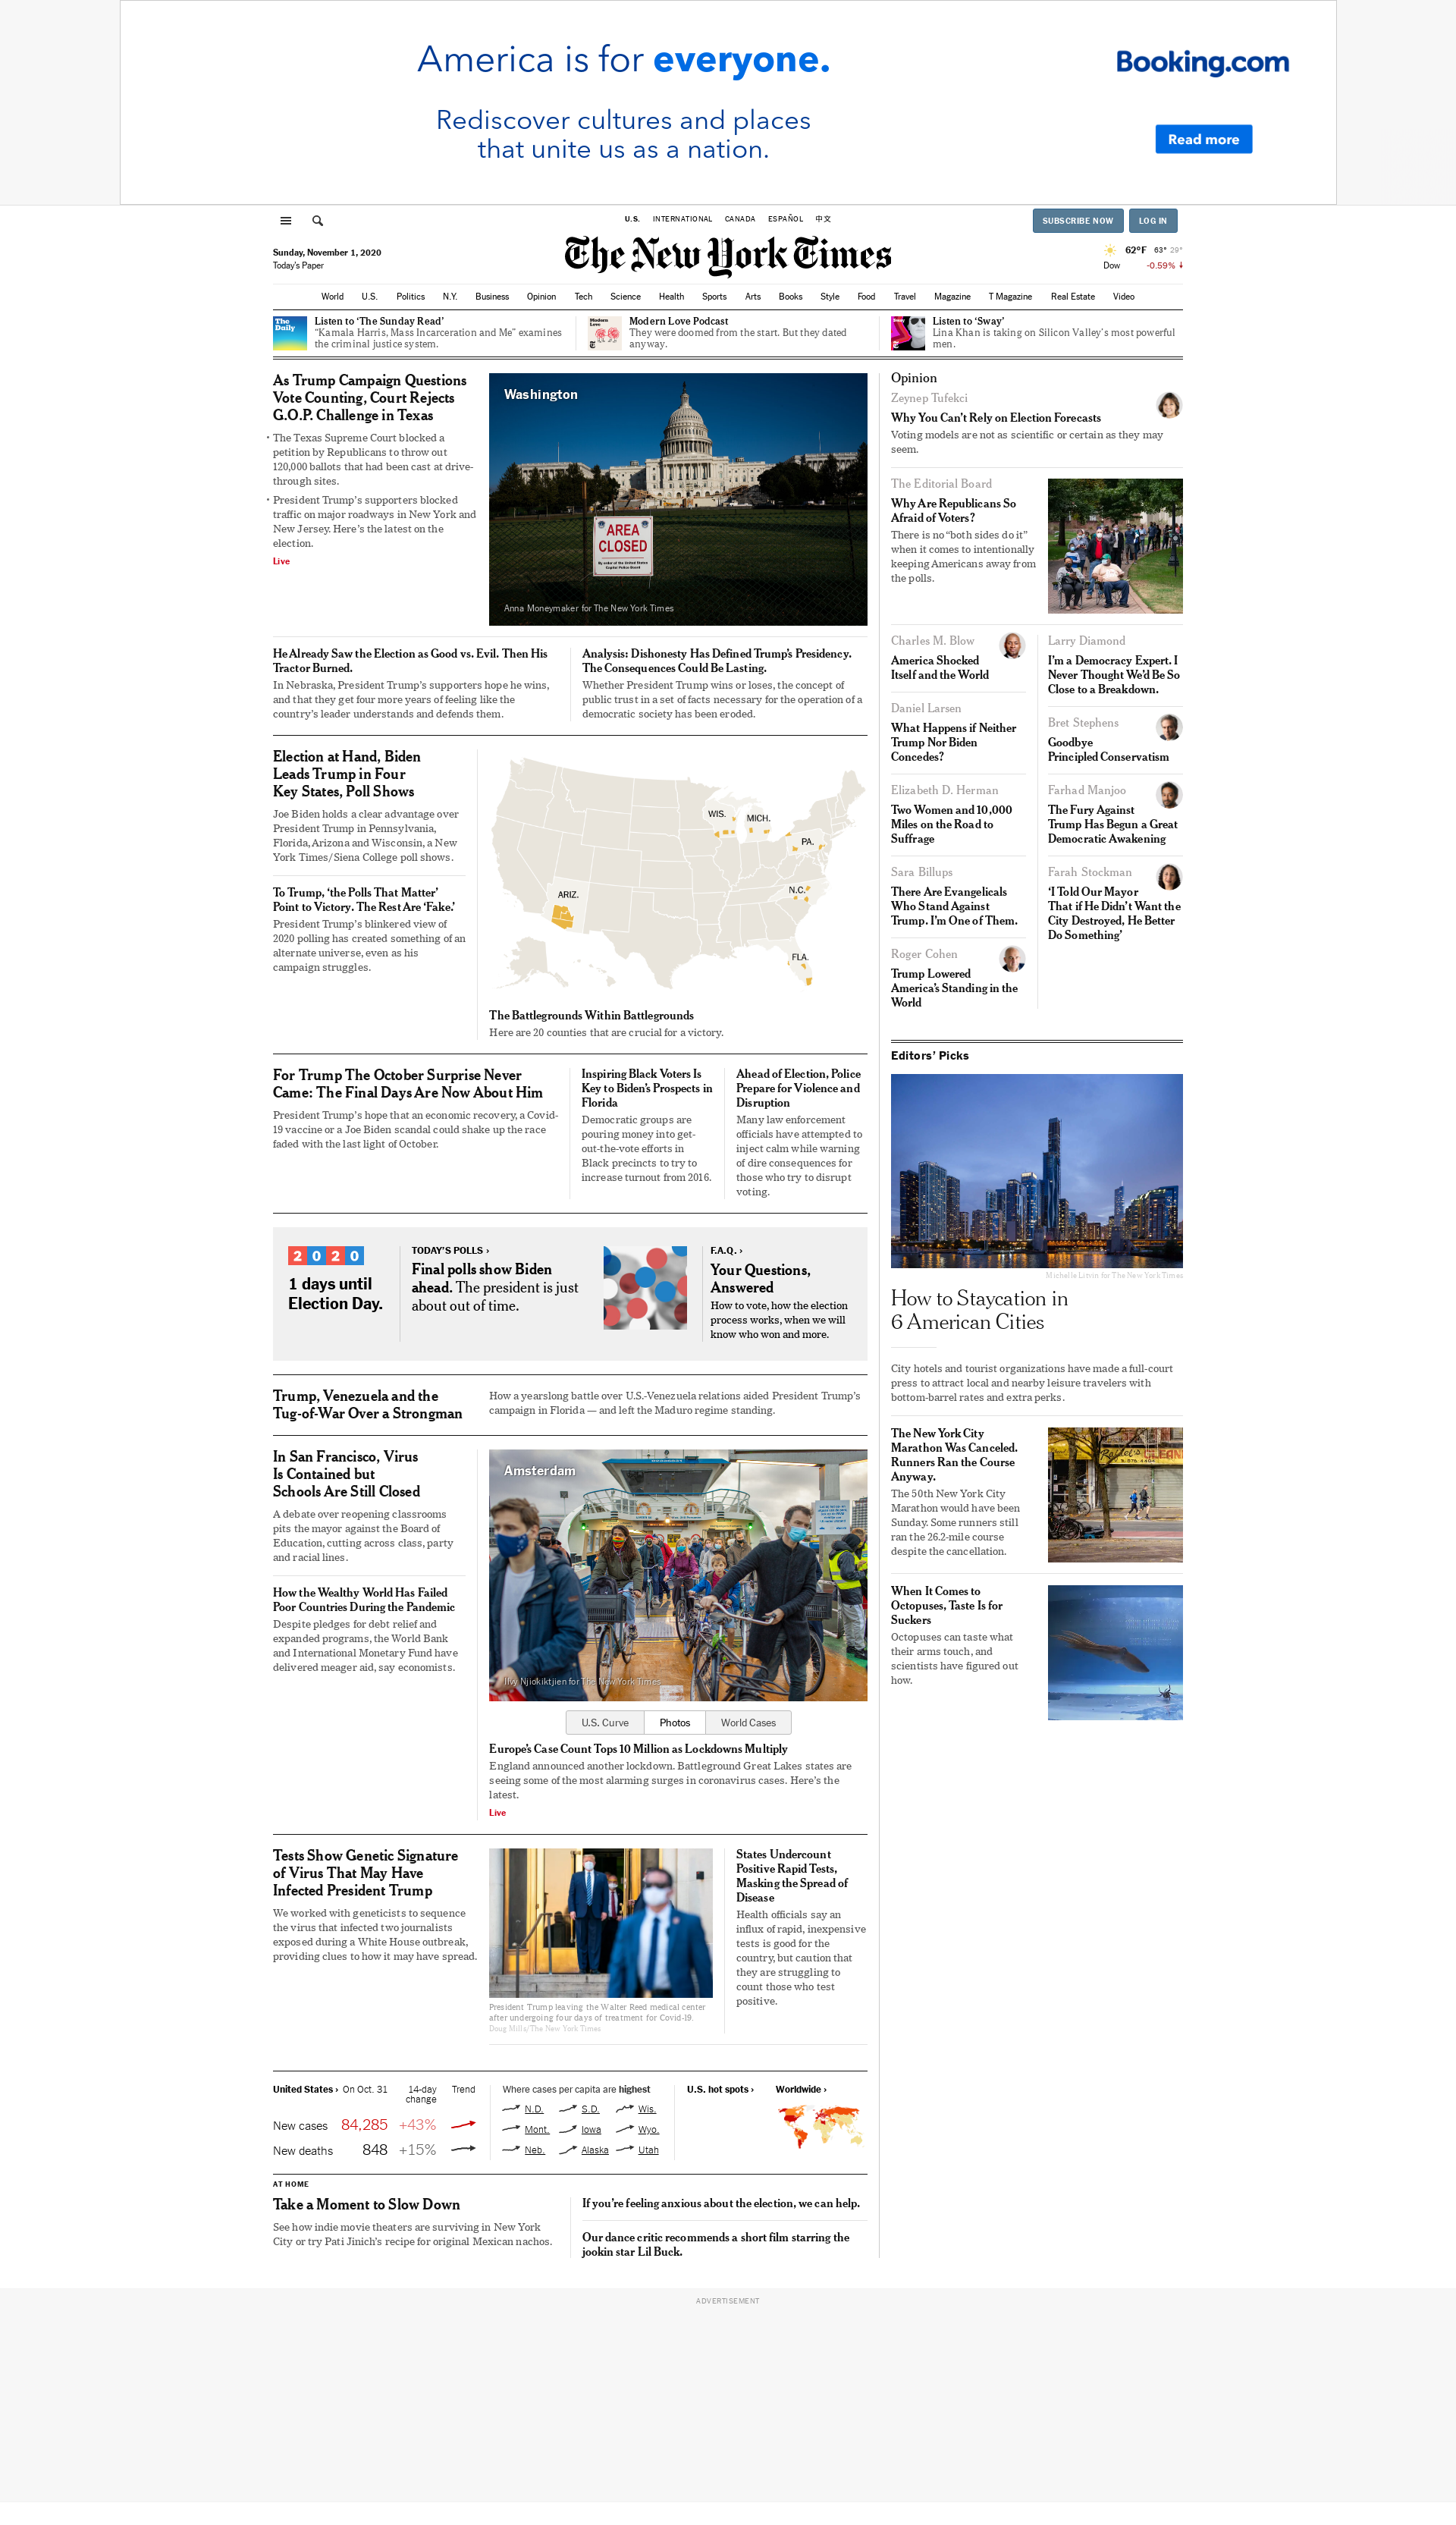 America is for everyone.
Booking.com
Rediscover cultures and places
that unite us as a nation.
Read more
U.S. INTERNATIONAL CANADA ESPAÑOL 中文
SUBSCRIBE NOW LOG IN
Sunday, November 1, 2020
Today's Paper
The New York Times
62°F 63° 29°
Dow -0.59%
World U.S. Politics N.Y. Business Opinion Tech Science Health Sports Arts Books Style Food Travel Magazine T Magazine Real Estate Video
The
Daily
Listen to ‘The Sunday Read’
“Kamala Harris, Mass Incarceration and Me” examines
the criminal justice system.
Modern
Love
Modern Love Podcast
They were doomed from the start. But they dated
anyway.
Listen to ‘Sway’
Lina Khan is taking on Silicon Valley’s most powerful
men.
As Trump Campaign Questions
Vote Counting, Court Rejects
G.O.P. Challenge in Texas
The Texas Supreme Court blocked a
petition by Republicans to throw out
120,000 ballots that had been cast at drive-
through sites.
President Trump’s supporters blocked
traffic on major roadways in New York and
New Jersey. Here’s the latest on the
election.
Live
Washington
AREA
CLOSED
By order of the United States
Capitol Police Board
Anna Moneymaker for The New York Times
He Already Saw the Election as Good vs. Evil. Then His
Tractor Burned.
In Nebraska, President Trump’s supporters hope he wins,
and that they get four more years of feeling like the
country’s leader understands and defends them.
Analysis: Dishonesty Has Defined Trump’s Presidency.
The Consequences Could Be Lasting.
Whether President Trump wins or loses, the concept of
public trust in a set of facts necessary for the operation of a
democratic society has been eroded.
Election at Hand, Biden
Leads Trump in Four
Key States, Poll Shows
Joe Biden holds a clear advantage over
President Trump in Pennsylvania,
Florida, Arizona and Wisconsin, a New
York Times/Siena College poll shows.
To Trump, ‘the Polls That Matter’
Point to Victory. The Rest Are ‘Fake.’
President Trump’s blinkered view of
2020 polling has created something of an
alternate universe, even as his
campaign struggles.
WIS.
MICH.
PA.
ARIZ.
N.C.
FLA.
The Battlegrounds Within Battlegrounds
Here are 20 counties that are crucial for a victory.
For Trump The October Surprise Never
Came: The Final Days Are Now About Him
President Trump’s hope that an economic recovery, a Covid-
19 vaccine or a Joe Biden scandal could shake up the race
faded with the last light of October.
Inspiring Black Voters Is
Key to Biden’s Prospects in
Florida
Democratic groups are
pouring money into get-
out-the-vote efforts in
Black precincts to try to
increase turnout from 2016.
Ahead of Election, Police
Prepare for Violence and
Disruption
Many law enforcement
officials have attempted to
inject calm while warning
of dire consequences for
those who try to disrupt
voting.
2020
1 days until
Election Day.
TODAY’S POLLS ›
Final polls show Biden
ahead. The president is just
about out of time.
F.A.Q. ›
Your Questions,
Answered
How to vote, how the election
process works, when we will
know who won and more.
Trump, Venezuela and the
Tug-of-War Over a Strongman
How a yearslong battle over U.S.-Venezuela relations aided President Trump’s
campaign in Florida — and left the Maduro regime standing.
In San Francisco, Virus
Is Contained but
Schools Are Still Closed
A debate over reopening classrooms
pits the mayor against the Board of
Education, cutting across class, party
and racial lines.
How the Wealthy World Has Failed
Poor Countries During the Pandemic
Despite pledges for debt relief and
expanded programs, the World Bank
and International Monetary Fund have
delivered meager aid, say economists.
Amsterdam
Ilvy Njiokiktjien for The New York Times
U.S. Curve Photos World Cases
Europe’s Case Count Tops 10 Million as Lockdowns Multiply
England announced another lockdown. Battleground Great Lakes states are
seeing some of the most alarming surges in coronavirus cases. Here’s the
latest.
Live
Tests Show Genetic Signature
of Virus That May Have
Infected President Trump
We worked with geneticists to sequence
the virus that infected two journalists
exposed during a White House outbreak,
providing clues to how it may have spread.
President Trump leaving the Walter Reed medical center
after undergoing four days of treatment for Covid-19.
Doug Mills/The New York Times
States Undercount
Positive Rapid Tests,
Masking the Spread of
Disease
Health officials say an
influx of rapid, inexpensive
tests is good for the
country, but caution that
they are struggling to
count those who test
positive.
United States › On Oct. 31 14-day change Trend
New cases 84,285 +43%
New deaths 848 +15%
Where cases per capita are highest
N.D. S.D. Wis.
Mont. Iowa Wyo.
Neb. Alaska Utah
U.S. hot spots ›
Worldwide ›
AT HOME
Take a Moment to Slow Down
See how indie movie theaters are surviving in New York
City or try Pati Jinich’s recipe for original Mexican nachos.
If you’re feeling anxious about the election, we can help.
Our dance critic recommends a short film starring the
jookin star Lil Buck.
Opinion
Zeynep Tufekci
Why You Can’t Rely on Election Forecasts
Voting models are not as scientific or certain as they may
seem.
The Editorial Board
Why Are Republicans So
Afraid of Voters?
There is no “both sides do it”
when it comes to intentionally
keeping Americans away from
the polls.
Charles M. Blow
America Shocked
Itself and the World
Daniel Larsen
What Happens if Neither
Trump Nor Biden
Concedes?
Elizabeth D. Herman
Two Women and 10,000
Miles on the Road to
Suffrage
Sara Billups
There Are Evangelicals
Who Stand Against
Trump. I’m One of Them.
Roger Cohen
Trump Lowered
America’s Standing in the
World
Larry Diamond
I’m a Democracy Expert. I
Never Thought We’d Be So
Close to a Breakdown.
Bret Stephens
Goodbye
Principled Conservatism
Farhad Manjoo
The Fury Against
Trump Has Begun a Great
Democratic Awakening
Farah Stockman
‘I Told Our Mayor
That if He Didn’t Want the
City Destroyed, He Better
Do Something’
Editors’ Picks
Michelle Litvin for The New York Times
How to Staycation in
6 American Cities
City hotels and tourist organizations have made a full-court
press to attract local and nearby leisure travelers with
bottom-barrel rates and extra perks.
The New York City
Marathon Was Canceled.
Runners Ran the Course
Anyway.
The 50th New York City
Marathon would have been
Sunday. Some runners still
ran the 26.2-mile course
despite the cancellation.
When It Comes to
Octopuses, Taste Is for
Suckers
Octopuses can taste what
their arms touch, and
scientists have figured out
how.
ADVERTISEMENT